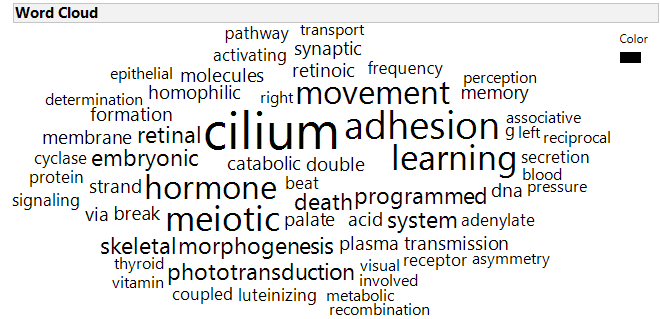 Word Cloud
Color
pathway transport
activating synaptic
epithelial molecules retinoic frequency
perception
determination homophilic right movement memory
formation
cilium adhesion associative
membrane retinal g left reciprocal
cyclase embryonic catabolic double learning secretion
protein blood
signaling strand hormone beat death programmed dna pressure
via break meiotic palate acid system adenylate
skeletal morphogenesis plasma transmission
thyroid phototransduction visual receptor asymmetry
vitamin involved
coupled luteinizing metabolic
recombination